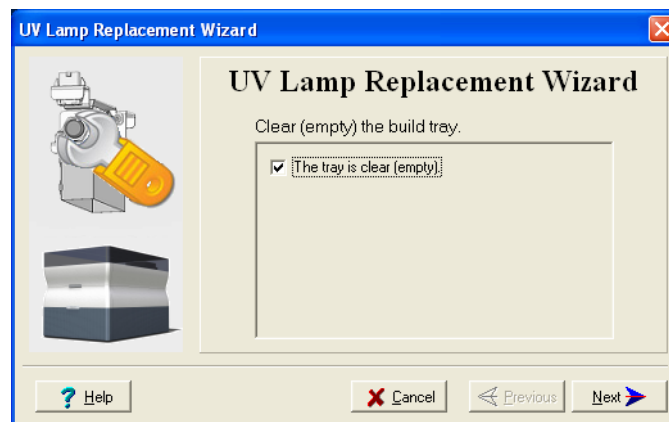 UV Lamp Replacement Wizard
UV Lamp Replacement Wizard
Clear (empty) the build tray.
The tray is clear (empty).
Help
Cancel
Previous
Next